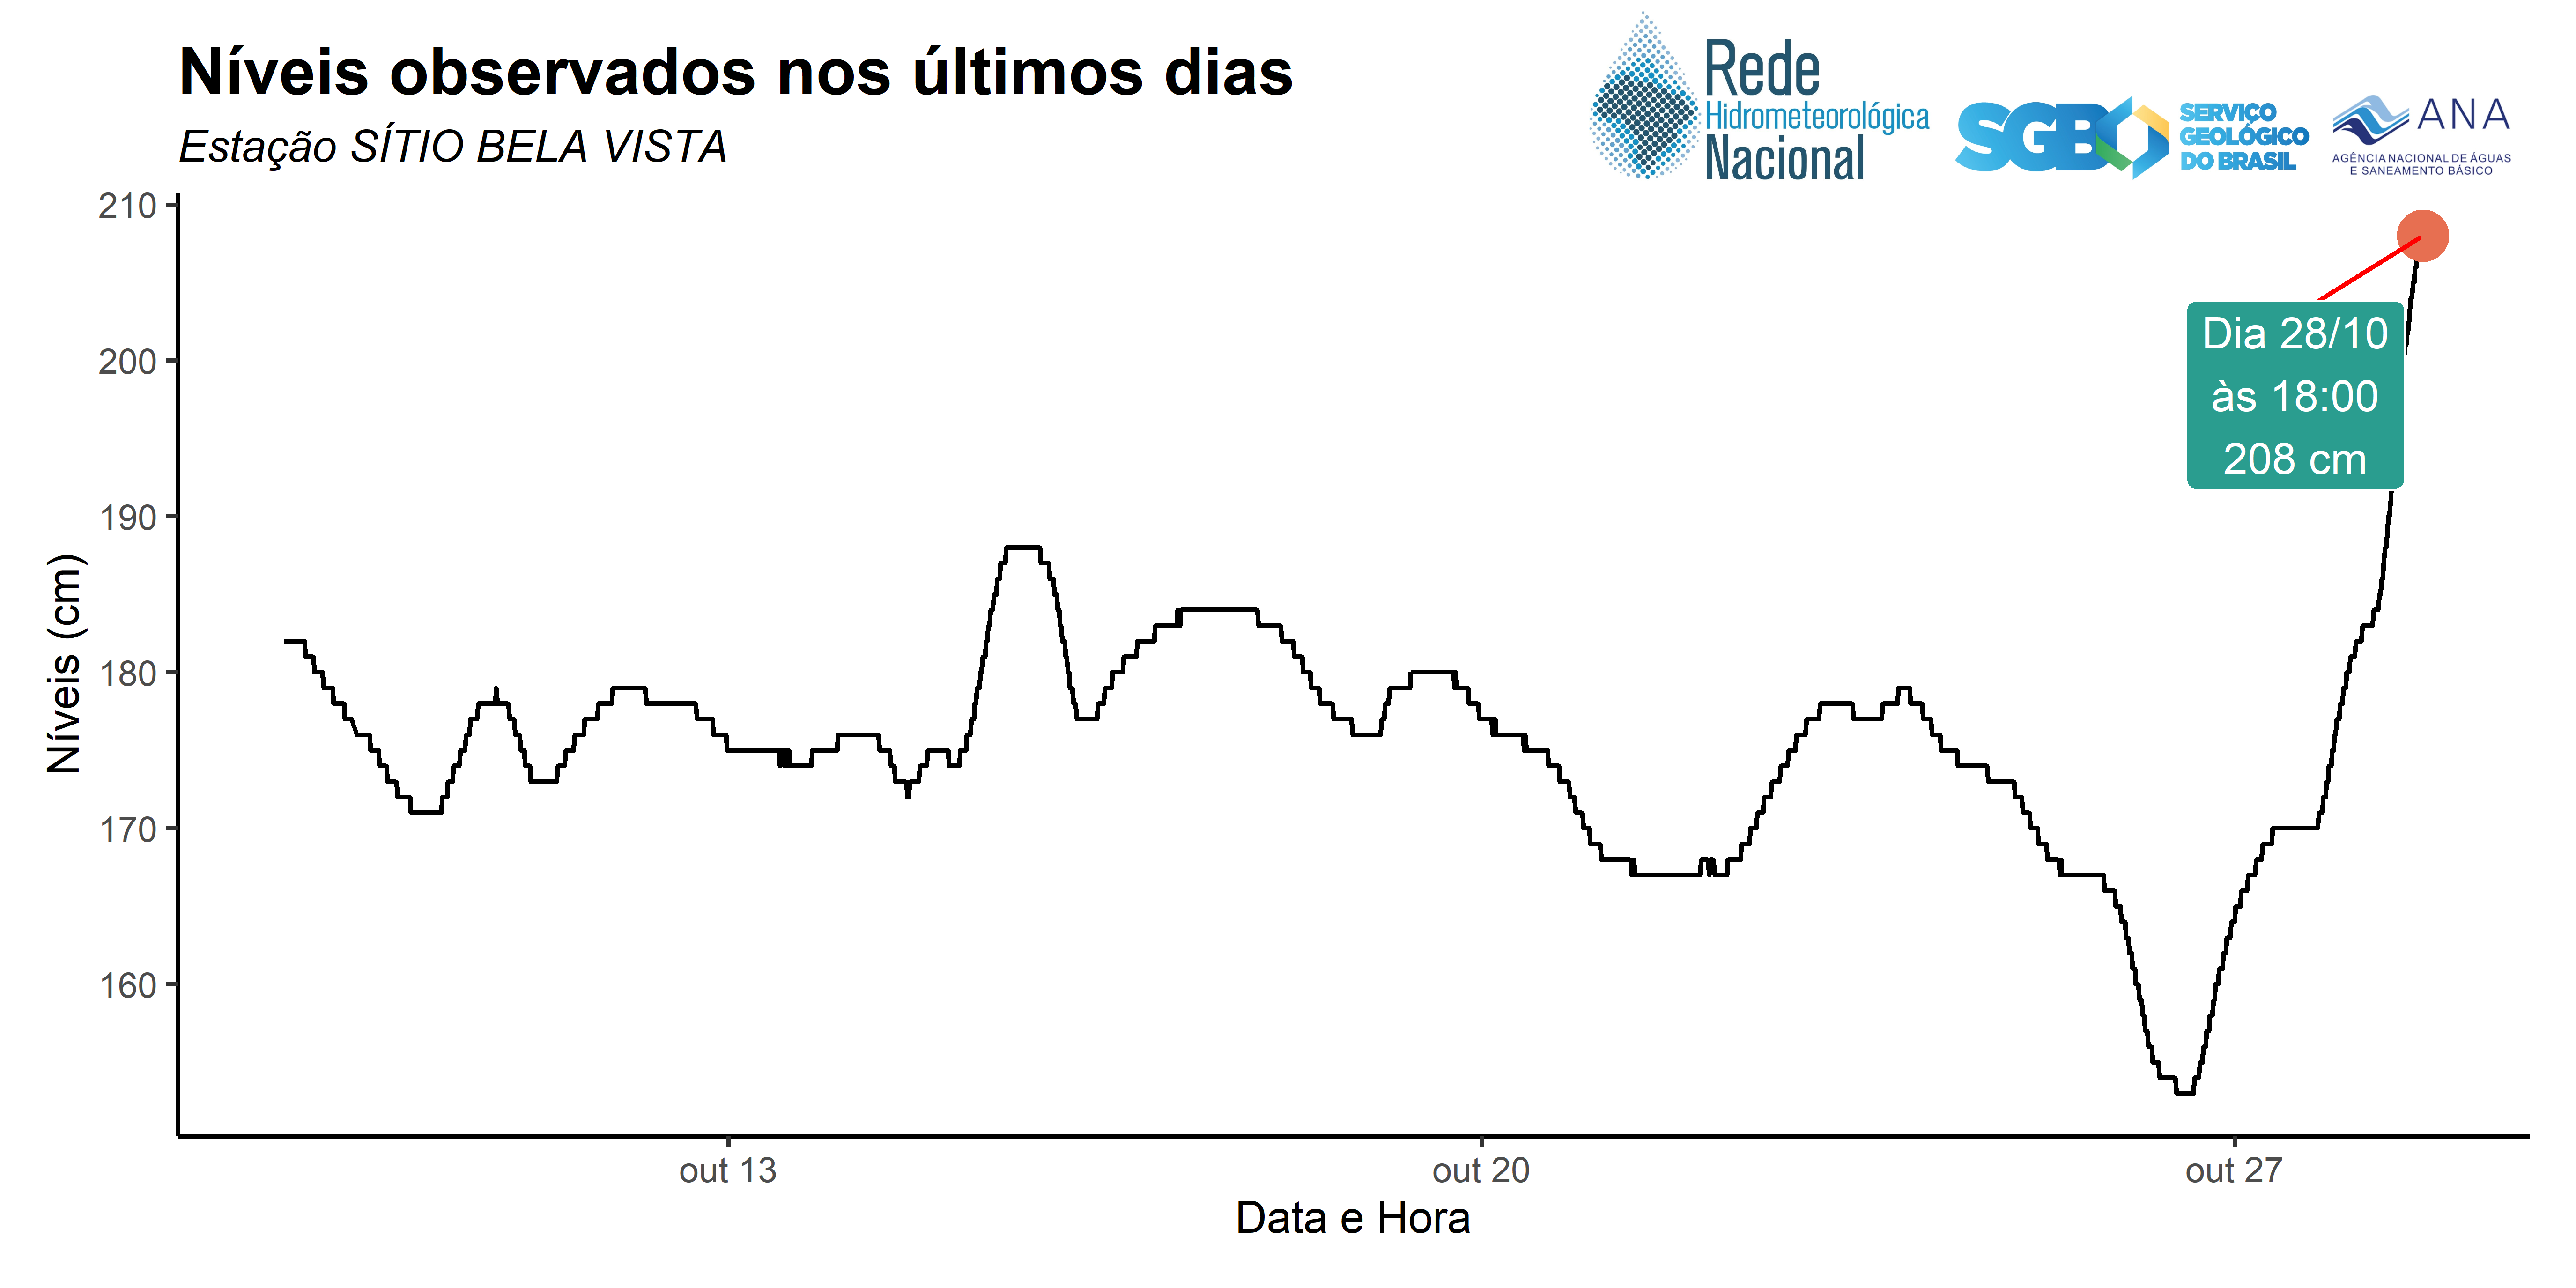 Níveis observados nos últimos dias
Estação SÍTIO BELA VISTA
Rede
Hidrometeorológica
Nacional
SGB
SERVIÇO
GEOLÓGICO
DO BRASIL
ANA
AGÊNCIA NACIONAL DE ÁGUAS
E SANEAMENTO BÁSICO
210
200
190
180
170
160
Níveis (cm)
Dia 28/10
às 18:00
208 cm
out 13
out 20
out 27
Data e Hora